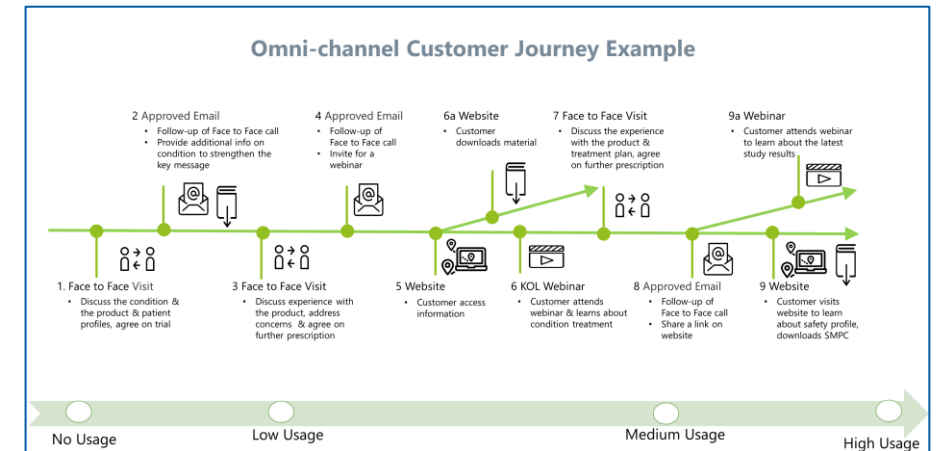 Omni-channel Customer Journey Example
2 Approved Email
• Follow-up of Face to Face call
• Provide additional info on
condition to strengthen the
key message
4 Approved Email
• Follow-up of
Face to Face call
• Invite for a
webinar
6a Website
• Customer
downloads material
7 Face to Face Visit
• Discuss the experience
with the product &
treatment plan, agree
on further prescription
9a Webinar
• Customer attends webinar
to learn about the latest
study results
1. Face to Face Visit
• Discuss the condition &
the product & patient
profiles, agree on trial
3 Face to Face Visit
• Discuss experience with
the product, address
concerns & agree on
further prescription
5 Website
• Customer access
information
6 KOL Webinar
• Customer attends
webinar & learns about
condition treatment
8 Approved Email
• Follow-up of
Face to Face call
• Share a link on
website
9 Website
• Customer visits
website to learn
about safety profile,
downloads SMPC
No Usage
Low Usage
Medium Usage
High Usage